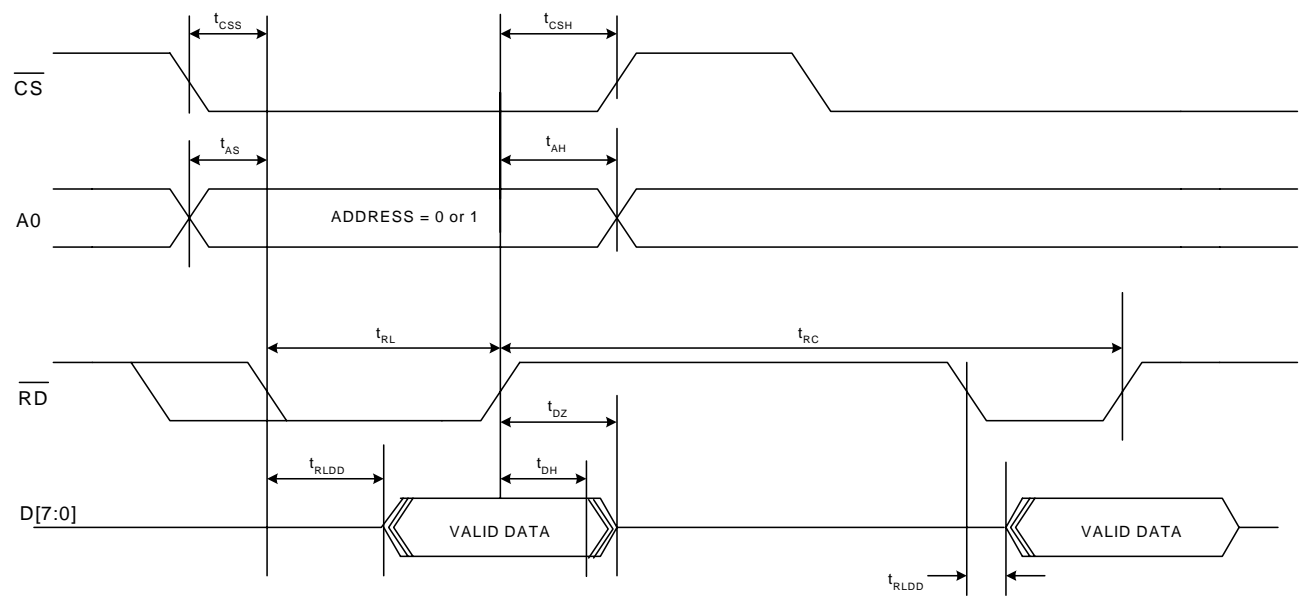 tCSS
tCSH
CS
tAS
tAH
A0
ADDRESS = 0 or 1
tRL
tRC
RD
tDZ
tRLDD
tDH
D[7:0]
VALID DATA
VALID DATA
tRLDD